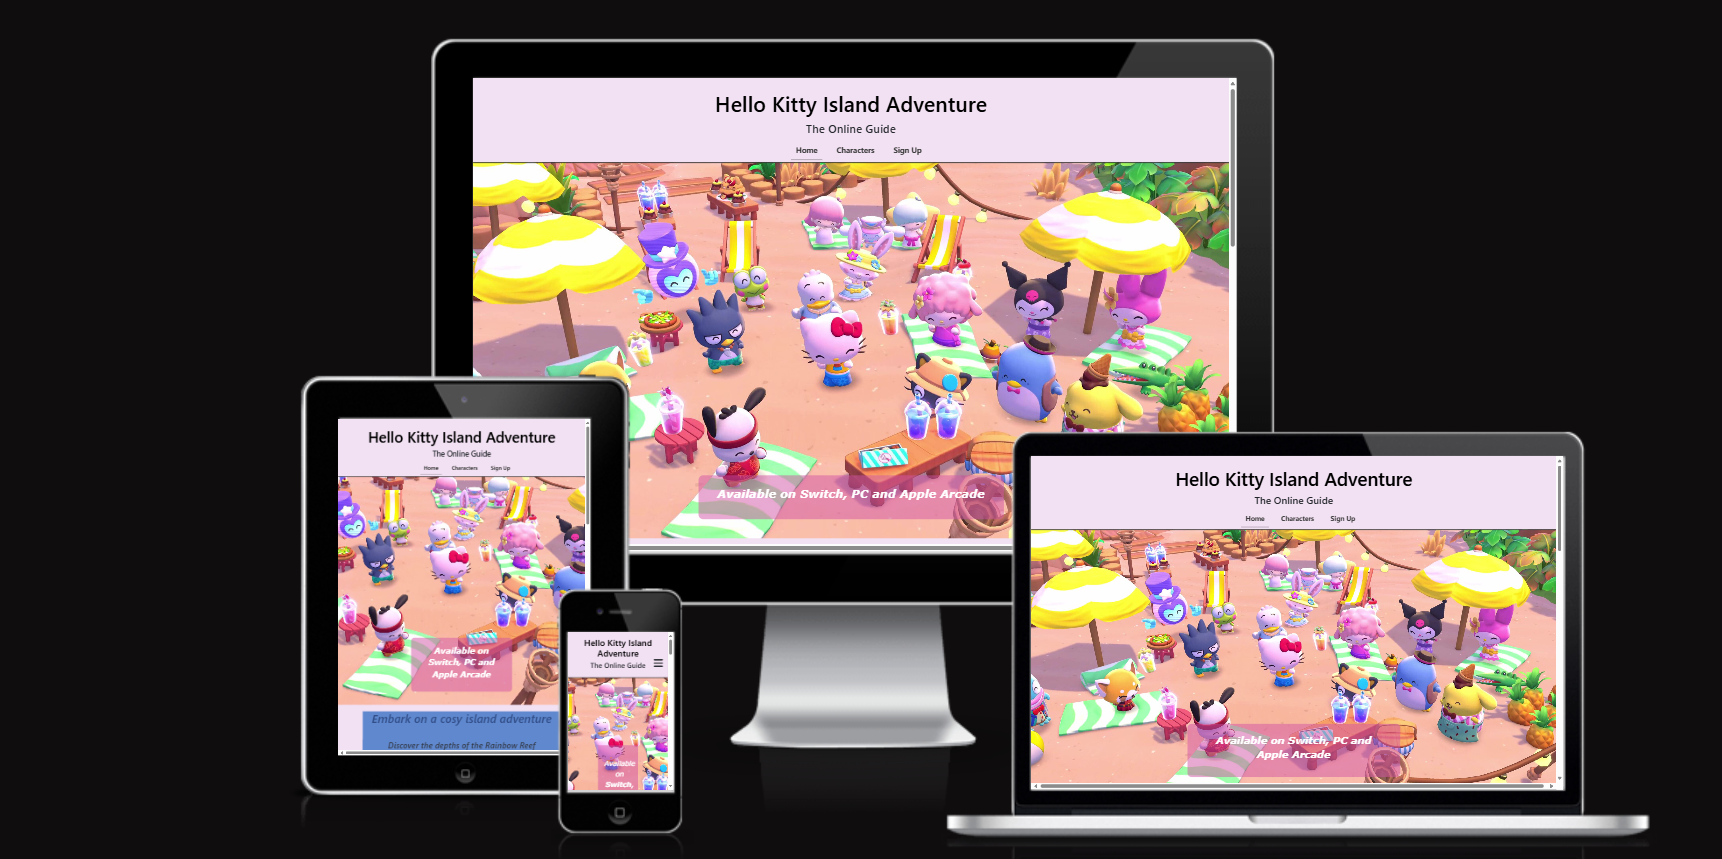 Hello Kitty Island Adventure
The Online Guide
Home Characters Sign Up
Available on Switch, PC and Apple Arcade
Hello Kitty Island Adventure
The Online Guide
Home Characters Sign Up
Available on
Switch, PC and
Apple Arcade
Embark on a cosy island adventure
Discover the depths of the Rainbow Reef
Hello Kitty Island
Adventure
The Online Guide
Available
on
Switch,
Hello Kitty Island Adventure
The Online Guide
Home Characters Sign Up
Available on Switch, PC and
Apple Arcade